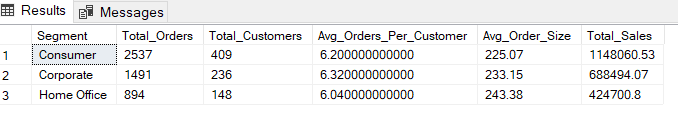 Results Messages
Segment Total_Orders Total_Customers Avg_Orders_Per_Customer Avg_Order_Size Total_Sales
1 Consumer 2537 409 6.200000000000 225.07 1148060.53
2 Corporate 1491 236 6.320000000000 233.15 688494.07
3 Home Office 894 148 6.040000000000 243.38 424700.8